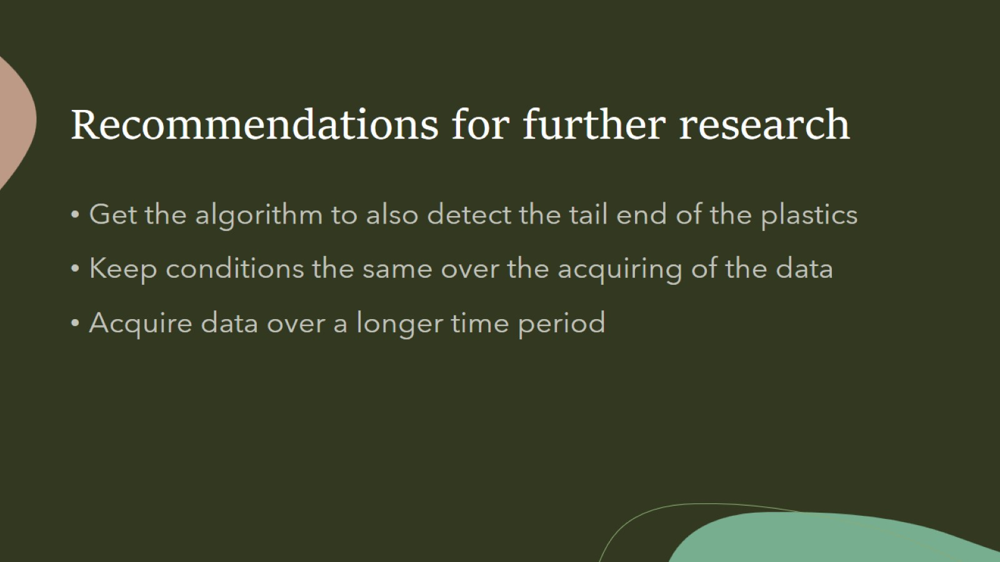 Recommendations for further research
• Get the algorithm to also detect the tail end of the plastics
• Keep conditions the same over the acquiring of the data
• Acquire data over a longer time period